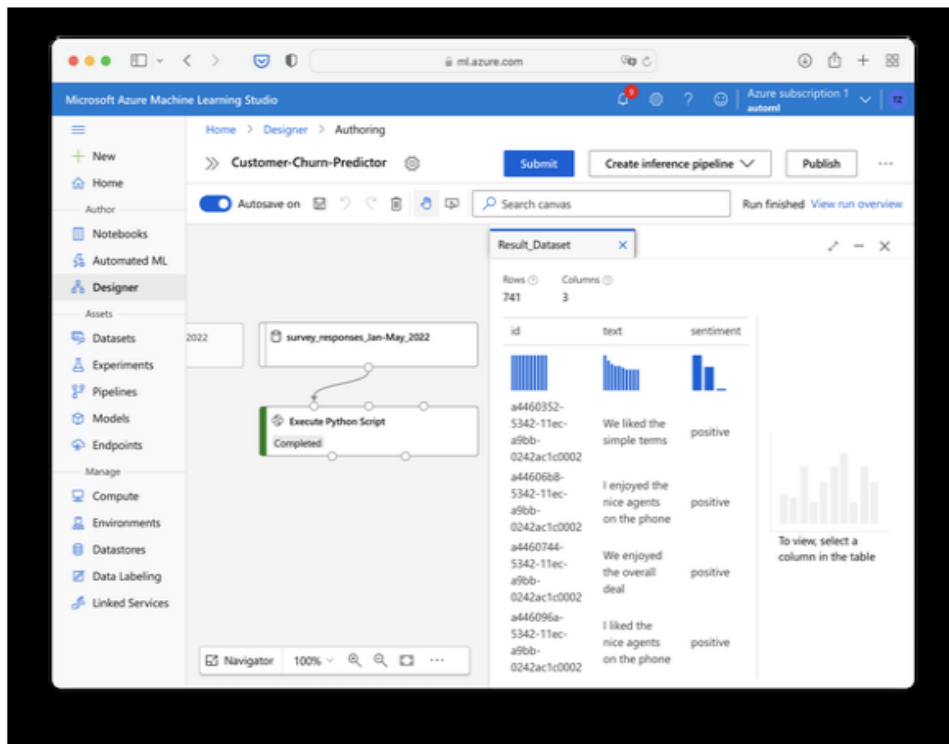 ml.azure.com
Microsoft Azure Machine Learning Studio
9
?
Azure subscription 1
automl
TZ
New
Home
Author
Notebooks
Automated ML
Designer
Assets
Datasets
Experiments
Pipelines
Models
Endpoints
Manage
Compute
Environments
Datastores
Data Labeling
Linked Services
Home > Designer > Authoring
Customer-Churn-Predictor
Submit
Create inference pipeline
Publish
Autosave on
Search canvas
Run finished View run overview
2022
survey_responses_Jan-May_2022
Execute Python Script
Completed
Navigator 100%
Result_Dataset
Rows Columns
741 3
id text sentiment
a4460352-
5342-11ec-
a9bb-
0242ac1c0002
We liked the
simple terms
positive
a44606b8-
5342-11ec-
a9bb-
0242ac1c0002
I enjoyed the
nice agents
on the phone
positive
a4460744-
5342-11ec-
a9bb-
0242ac1c0002
We enjoyed
the overall
deal
positive
a446096a-
5342-11ec-
a9bb-
0242ac1c0002
I liked the
nice agents
on the phone
positive
To view, select a
column in the table